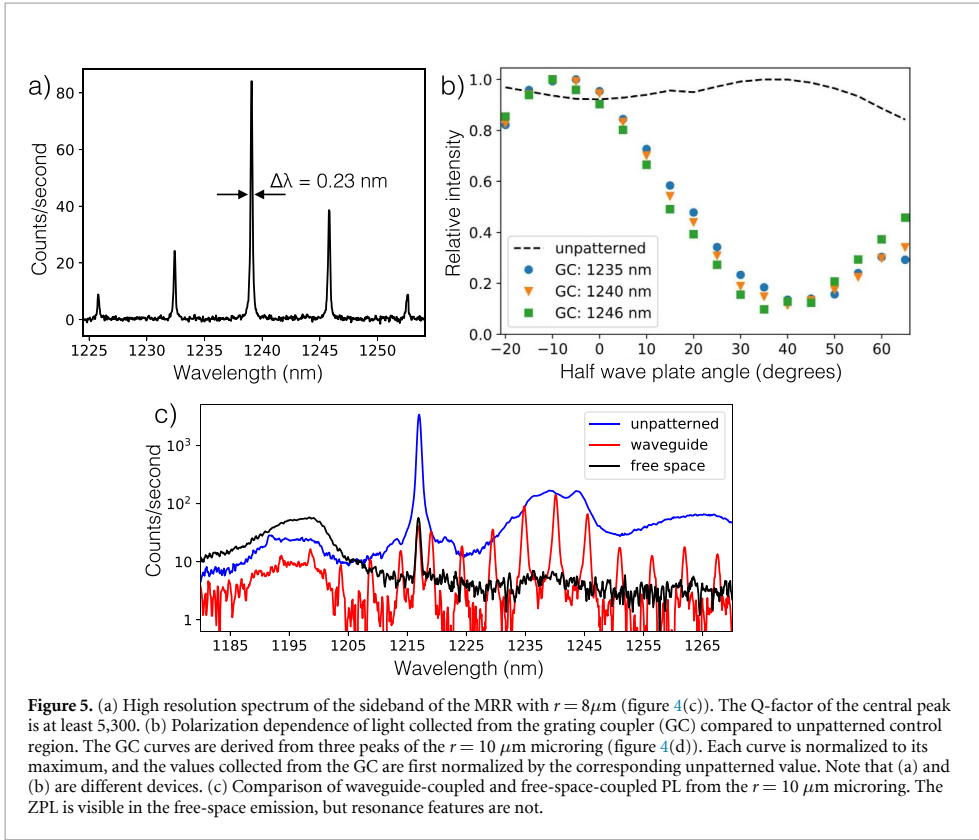 a)
Counts/second
80
60
40
20
0
Δλ = 0.23 nm
1225 1230 1235 1240 1245 1250
Wavelength (nm)
b)
Relative intensity
1.0
0.8
0.6
0.4
0.2
0.0
unpatterned
GC: 1235 nm
GC: 1240 nm
GC: 1246 nm
−20 −10 0 10 20 30 40 50 60
Half wave plate angle (degrees)
c)
Counts/second
10³
10²
10
1
unpatterned
waveguide
free space
1185 1195 1205 1215 1225 1235 1245 1255 1265
Wavelength (nm)
Figure 5. (a) High resolution spectrum of the sideband of the MRR with r = 8μm (figure 4(c)). The Q-factor of the central peak
is at least 5,300. (b) Polarization dependence of light collected from the grating coupler (GC) compared to unpatterned control
region. The GC curves are derived from three peaks of the r = 10 μm microring (figure 4(d)). Each curve is normalized to its
maximum, and the values collected from the GC are first normalized by the corresponding unpatterned value. Note that (a) and
(b) are different devices. (c) Comparison of waveguide-coupled and free-space-coupled PL from the r = 10 μm microring. The
ZPL is visible in the free-space emission, but resonance features are not.